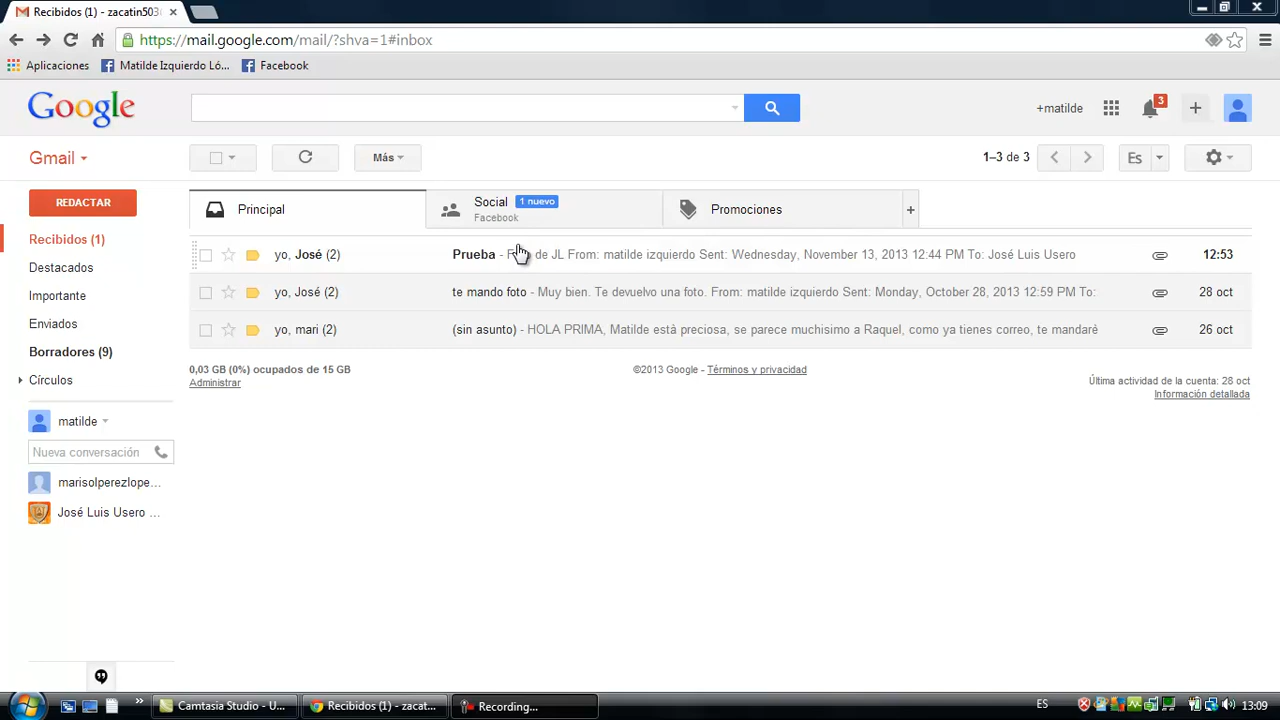 Recibidos (1) - zacatin503
https://mail.google.com/mail/?shva=1#inbox
Aplicaciones Matilde Izquierdo Ló... Facebook
Google
+matilde
3
Gmail
Más
1–3 de 3
Es
REDACTAR
Principal
Social 1 nuevo
Facebook
Promociones
+
Recibidos (1)
Destacados
Importante
Enviados
Borradores (9)
Círculos
yo, José (2) Prueba - de JL From: matilde izquierdo Sent: Wednesday, November 13, 2013 12:44 PM To: José Luis Usero 12:53
yo, José (2) te mando foto - Muy bien. Te devuelvo una foto. From: matilde izquierdo Sent: Monday, October 28, 2013 12:59 PM To: 28 oct
yo, mari (2) (sin asunto) - HOLA PRIMA, Matilde està preciosa, se parece muchisimo a Raquel, como ya tienes correo, te mandarè 26 oct
0,03 GB (0%) ocupados de 15 GB
Administrar
©2013 Google - Términos y privacidad
Última actividad de la cuenta: 28 oct
Información detallada
matilde
Nueva conversación
marisolperezlope...
José Luis Usero ...
Camtasia Studio - U...
Recibidos (1) - zacat...
Recording...
ES
13:09